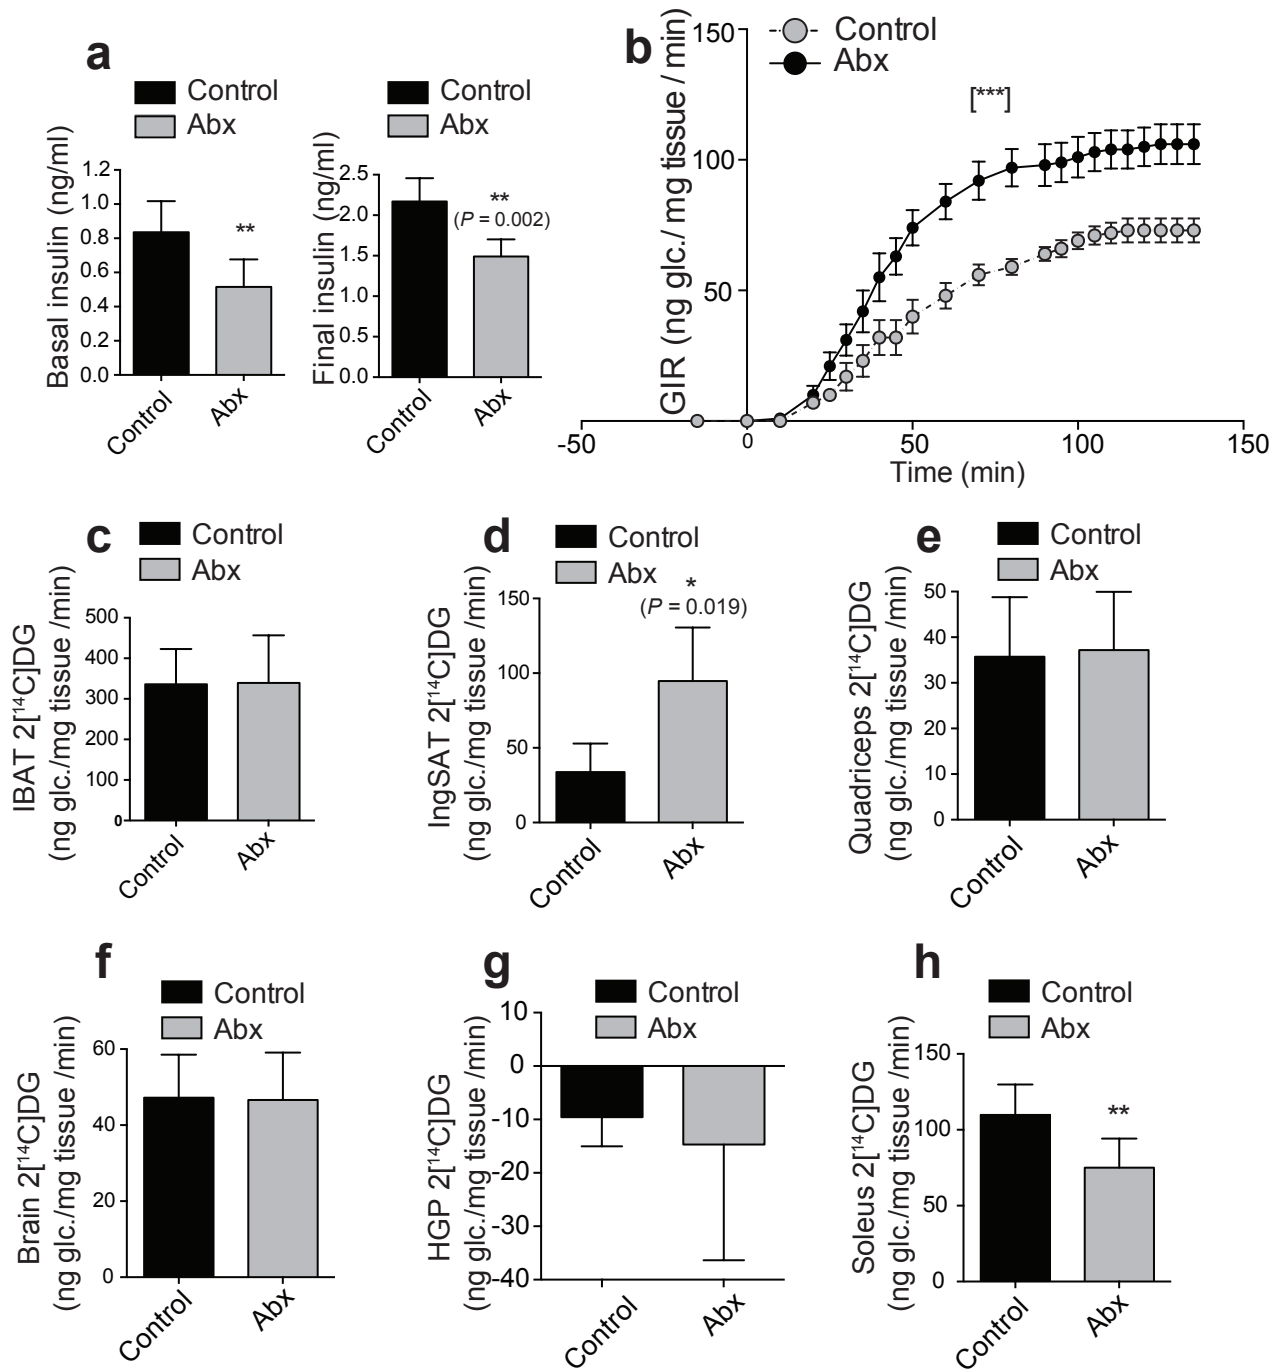 a
Control
Abx
Basal insulin (ng/ml)
1.2
1.0
0.8
0.6
0.4
0.2
0.0
**
Control
Abx
Control
Abx
Final insulin (ng/ml)
2.5
2.0
1.5
1.0
0.5
0.0
**
(P = 0.002)
Control
Abx
b
Control
Abx
GIR (ng glc./ mg tissue / min)
150
100
50
[***]
-50
0
50
100
150
Time (min)
c
Control
Abx
IBAT 2[¹⁴C]DG
(ng glc./mg tissue /min)
500
400
300
200
100
0
Control
Abx
d
Control
Abx
IngSAT 2[¹⁴C]DG
(ng glc./mg tissue /min)
150
100
50
0
*
(P = 0.019)
Control
Abx
e
Control
Abx
Quadriceps 2[¹⁴C]DG
(ng glc./mg tissue /min)
50
40
30
20
10
0
Control
Abx
f
Control
Abx
Brain 2[¹⁴C]DG
(ng glc./mg tissue /min)
60
40
20
0
Control
Abx
g
Control
Abx
HGP 2[¹⁴C]DG
(ng glc./mg tissue /min)
10
0
-10
-20
-30
-40
Control
Abx
h
Control
Abx
Soleus 2[¹⁴C]DG
(ng glc./mg tissue /min)
150
100
50
0
**
Control
Abx